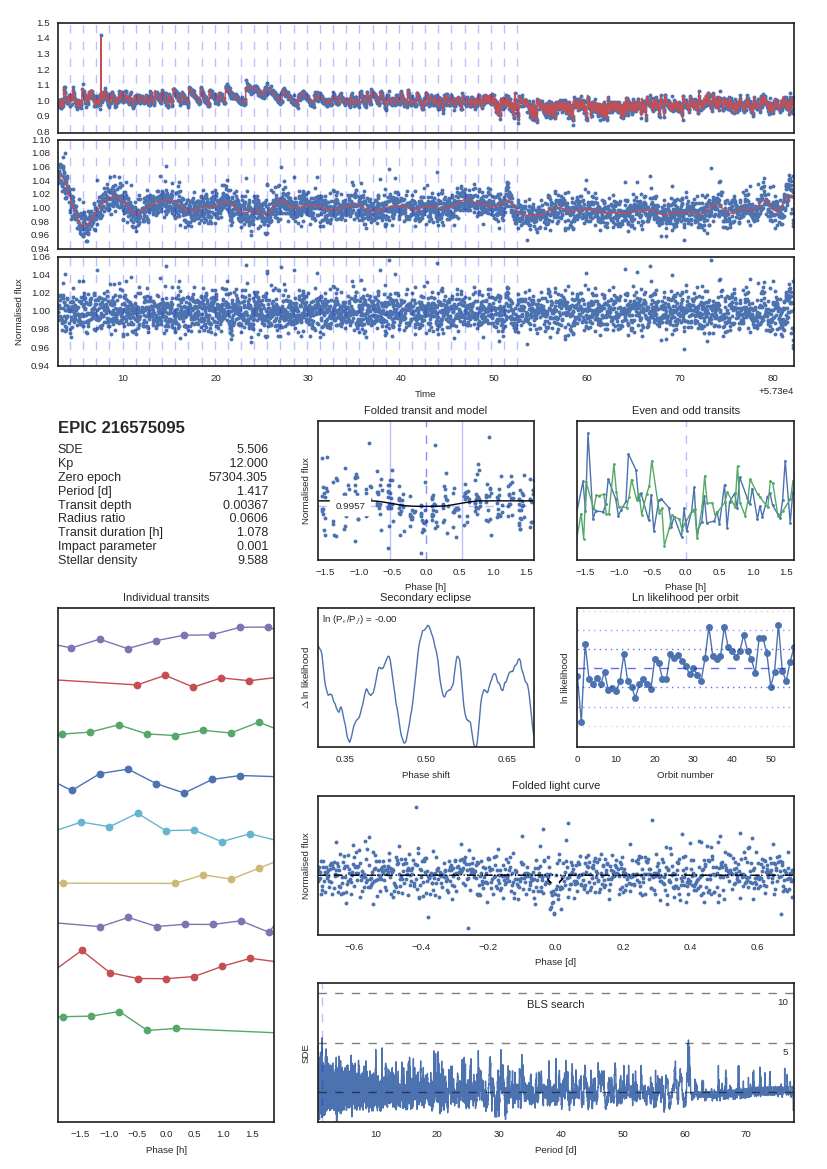 1.5
1.4
1.3
1.2
1.1
1.0
0.9
0.8
1.10
1.08
1.06
1.04
1.02
1.00
0.98
0.96
0.94
1.06
1.04
1.02
1.00
0.98
0.96
0.94
Normalised flux
10 20 30 40 50 60 70 80
Time
+5.73e4
EPIC 216575095
SDE 5.506
Kp 12.000
Zero epoch 57304.305
Period [d] 1.417
Transit depth 0.00367
Radius ratio 0.0606
Transit duration [h] 1.078
Impact parameter 0.001
Stellar density 9.588
Folded transit and model
Normalised flux
0.9957
−1.5 −1.0 −0.5 0.0 0.5 1.0 1.5
Phase [h]
Even and odd transits
−1.5 −1.0 −0.5 0.0 0.5 1.0 1.5
Phase [h]
Individual transits
−1.5 −1.0 −0.5 0.0 0.5 1.0 1.5
Phase [h]
Secondary eclipse
ln (Pₑ/P𝑓) = -0.00
Δ ln likelihood
0.35 0.50 0.65
Phase shift
Ln likelihood per orbit
ln likelihood
0 10 20 30 40 50
Orbit number
Folded light curve
Normalised flux
−0.6 −0.4 −0.2 0.0 0.2 0.4 0.6
Phase [d]
BLS search
10
5
SDE
10 20 30 40 50 60 70
Period [d]